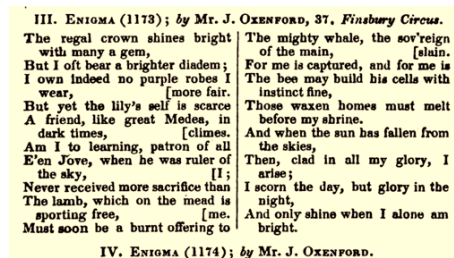 III. ENIGMA (1173); by Mr. J. OXENFORD, 37, Finsbury Circus.
The regal crown shines bright
with many a gem,
But I oft bear a brighter diadem;
I own indeed no purple robes I
wear, [more fair.
But yet the lily's self is scarce
A friend, like great Medea, in
dark times, [climes.
Am I to learning, patron of all
E'en Jove, when he was ruler of
the sky, [I;
Never received more sacrifice than
The lamb, which on the mead is
sporting free, [me.
Must soon be a burnt offering to
The mighty whale, the sov'reign
of the main, [slain.
For me is captured, and for me is
The bee may build his cells with
instinct fine,
Those waxen homes must melt
before my shrine.
And when the sun has fallen from
the skies,
Then, clad in all my glory, I
arise;
I scorn the day, but glory in the
night,
And only shine when I alone am
bright.
IV. ENIGMA (1174); by Mr. J. OXENFORD.